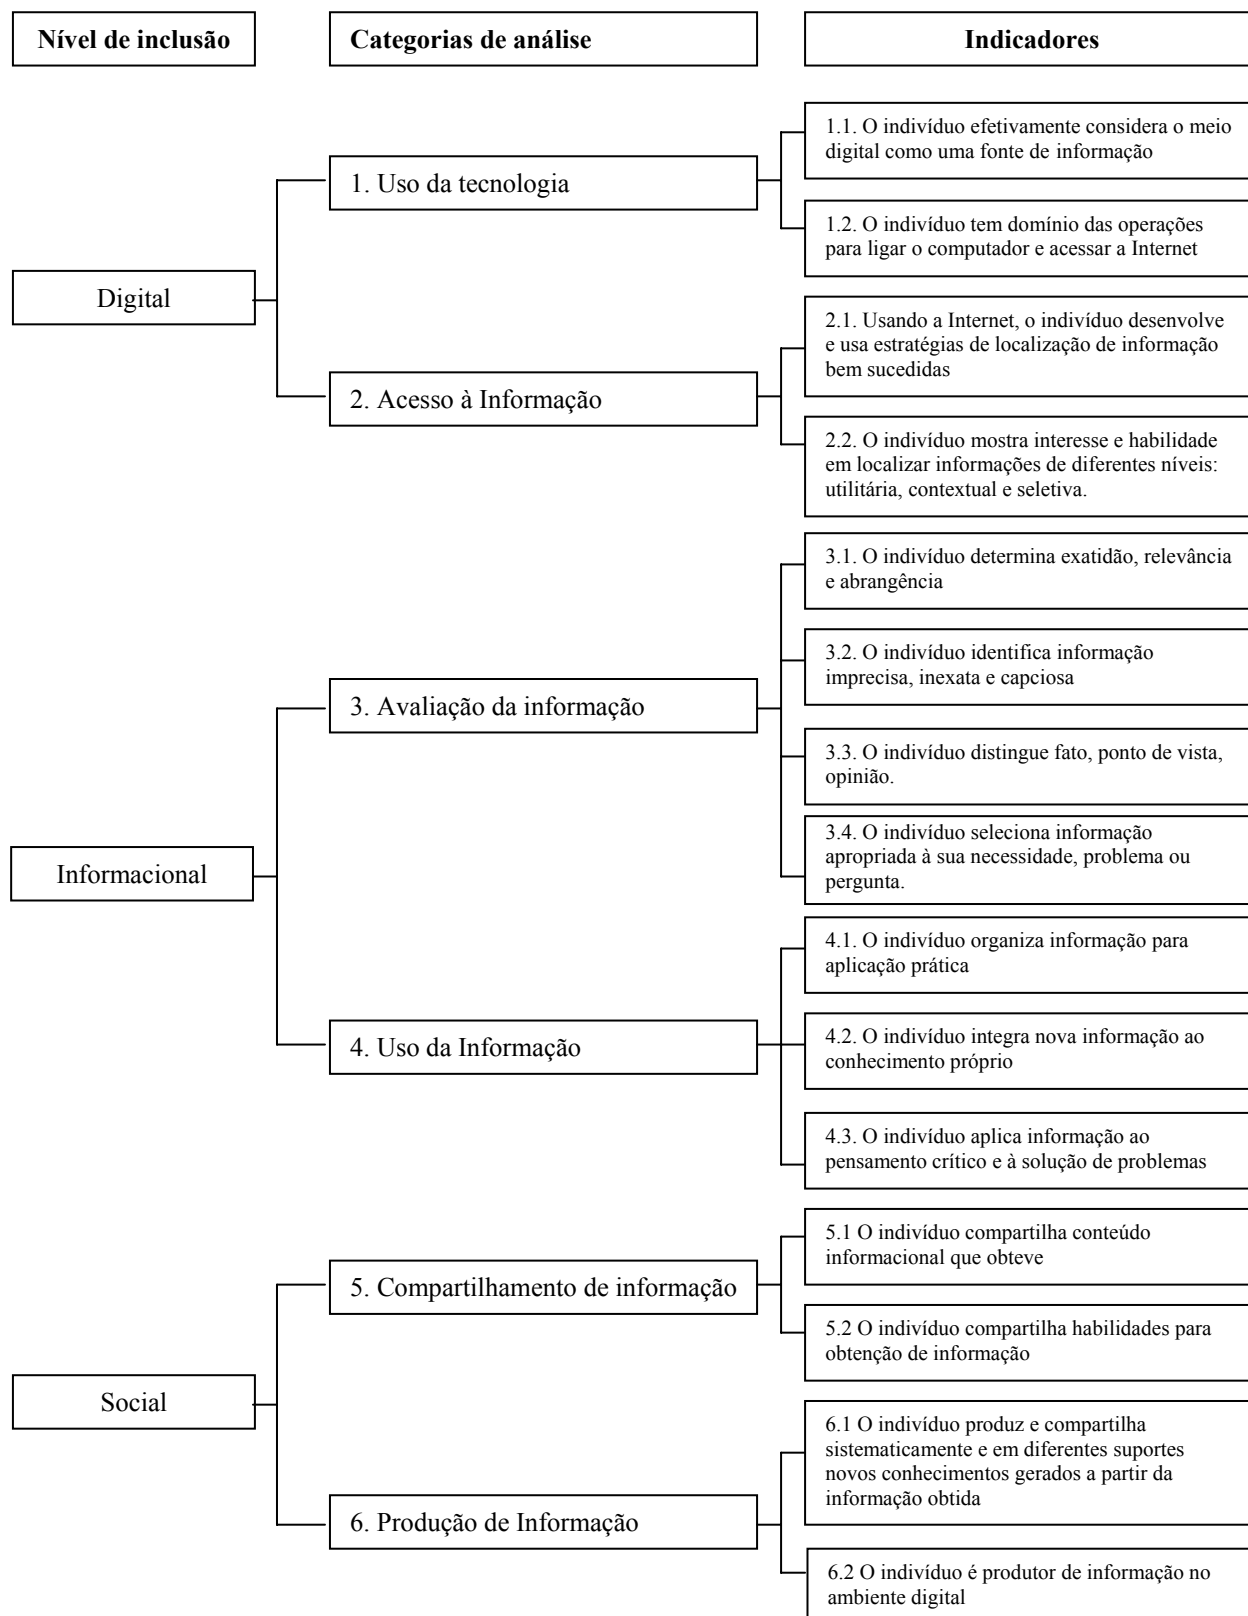 Nível de inclusão
Categorias de análise
Indicadores
Digital
1. Uso da tecnologia
1.1. O indivíduo efetivamente considera o meio
digital como uma fonte de informação
1.2. O indivíduo tem domínio das operações
para ligar o computador e acessar a Internet
2. Acesso à Informação
2.1. Usando a Internet, o indivíduo desenvolve
e usa estratégias de localização de informação
bem sucedidas
2.2. O indivíduo mostra interesse e habilidade
em localizar informações de diferentes níveis:
utilitária, contextual e seletiva.
Informacional
3. Avaliação da informação
3.1. O indivíduo determina exatidão, relevância
e abrangência
3.2. O indivíduo identifica informação
imprecisa, inexata e capciosa
3.3. O indivíduo distingue fato, ponto de vista,
opinião.
3.4. O indivíduo seleciona informação
apropriada à sua necessidade, problema ou
pergunta.
4. Uso da Informação
4.1. O indivíduo organiza informação para
aplicação prática
4.2. O indivíduo integra nova informação ao
conhecimento próprio
4.3. O indivíduo aplica informação ao
pensamento crítico e à solução de problemas
Social
5. Compartilhamento de informação
5.1 O indivíduo compartilha conteúdo
informacional que obteve
5.2 O indivíduo compartilha habilidades para
obtenção de informação
6. Produção de Informação
6.1 O indivíduo produz e compartilha
sistematicamente e em diferentes suportes
novos conhecimentos gerados a partir da
informação obtida
6.2 O indivíduo é produtor de informação no
ambiente digital